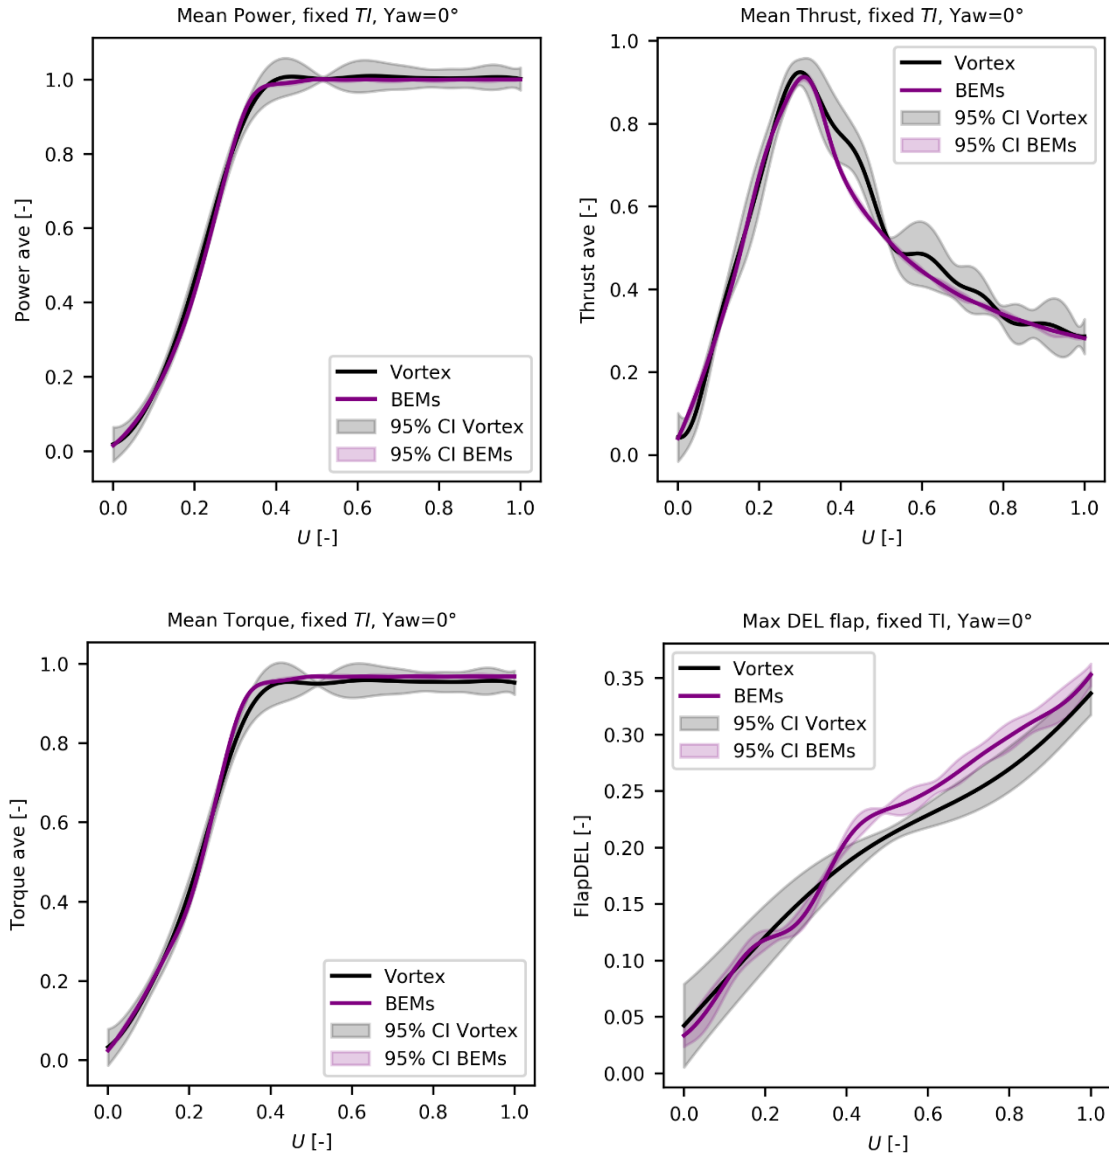 Mean Power, fixed TI, Yaw=0°
Power ave [-]
1.0
0.8
0.6
0.4
0.2
0.0
Vortex
BEMs
95% CI Vortex
95% CI BEMs
0.0 0.2 0.4 0.6 0.8 1.0
U [-]
Mean Thrust, fixed TI, Yaw=0°
Thrust ave [-]
1.0
0.8
0.6
0.4
0.2
0.0
Vortex
BEMs
95% CI Vortex
95% CI BEMs
0.0 0.2 0.4 0.6 0.8 1.0
U [-]
Mean Torque, fixed TI, Yaw=0°
Torque ave [-]
1.0
0.8
0.6
0.4
0.2
0.0
Vortex
BEMs
95% CI Vortex
95% CI BEMs
0.0 0.2 0.4 0.6 0.8 1.0
U [-]
Max DEL flap, fixed TI, Yaw=0°
FlapDEL [-]
0.35
0.30
0.25
0.20
0.15
0.10
0.05
0.00
Vortex
BEMs
95% CI Vortex
95% CI BEMs
0.0 0.2 0.4 0.6 0.8 1.0
U [-]